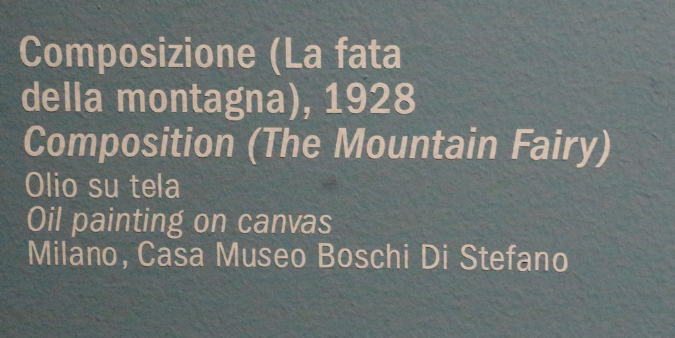 Composizione (La fata
della montagna), 1928
Composition (The Mountain Fairy)
Olio su tela
Oil painting on canvas
Milano, Casa Museo Boschi Di Stefano